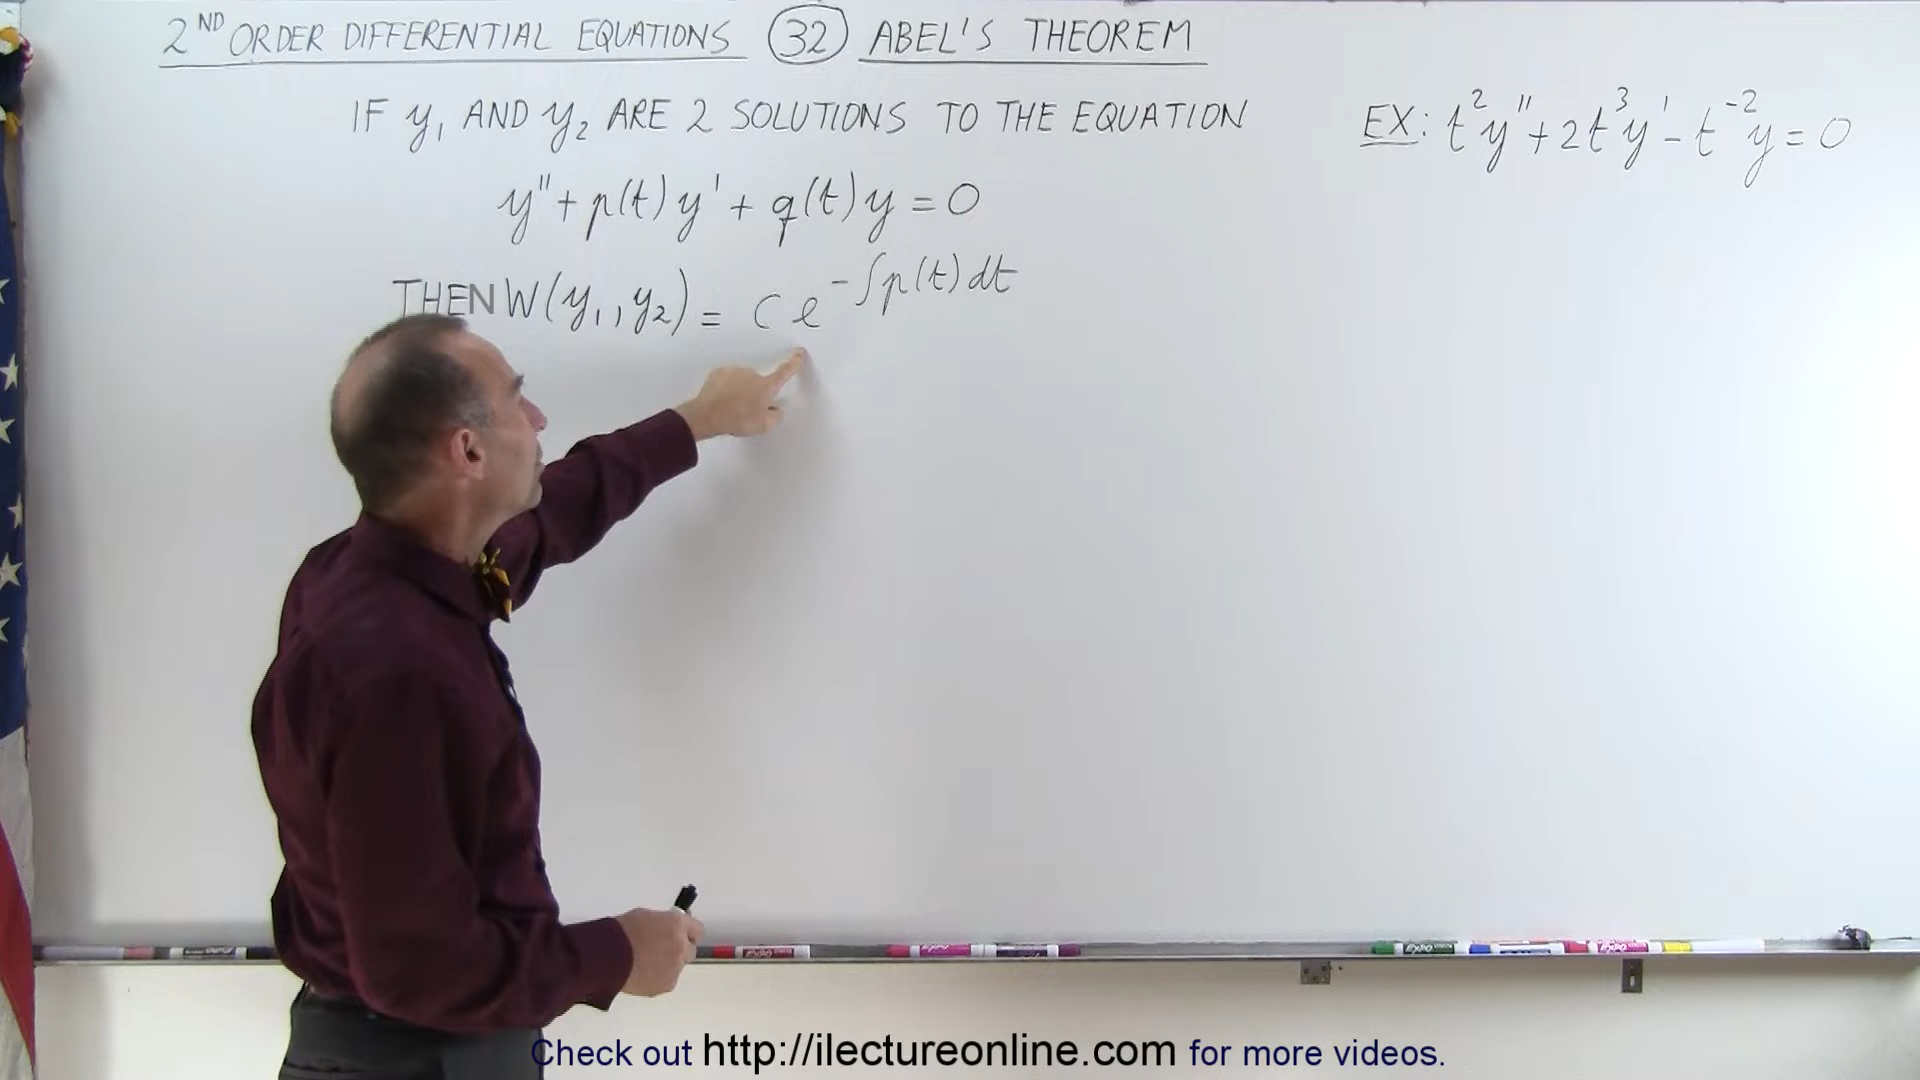 2ND ORDER DIFFERENTIAL EQUATIONS 32 ABEL'S THEOREM
IF y₁ AND y₂ ARE 2 SOLUTIONS TO THE EQUATION
y" + p(t) y' + q(t) y = 0
THEN W(y₁, y₂) = C e^(-∫p(t) dt)
EX: t²y" + 2t³y' - t⁻²y = 0
Check out http://ilectureonline.com for more videos.